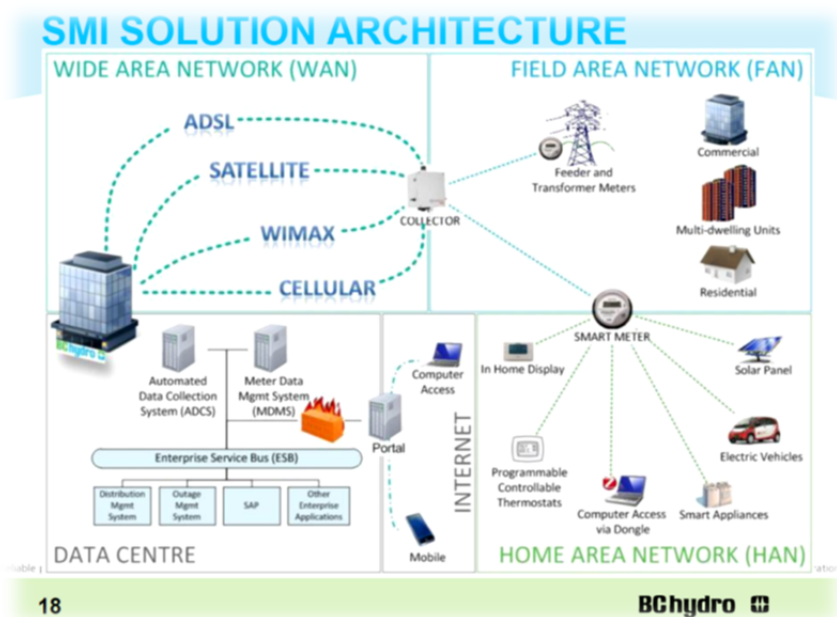 SMI SOLUTION ARCHITECTURE
WIDE AREA NETWORK (WAN)
FIELD AREA NETWORK (FAN)
ADSL
SATELLITE
WIMAX
CELLULAR
COLLECTOR
Feeder and
Transformer Meters
Commercial
Multi-dwelling Units
Residential
BChydro
SMART METER
Automated
Data Collection
System (ADCS)
Meter Data
Mgmt System
(MDMS)
Enterprise Service Bus (ESB)
Distribution
Mgmt
System
Outage
Mgmt
System
SAP
Other
Enterprise
Applications
DATA CENTRE
Computer
Access
Portal
Mobile
INTERNET
In Home Display
Solar Panel
Programmable
Controllable
Thermostats
Computer Access
via Dongle
Smart Appliances
Electric Vehicles
HOME AREA NETWORK (HAN)
18
BChydro